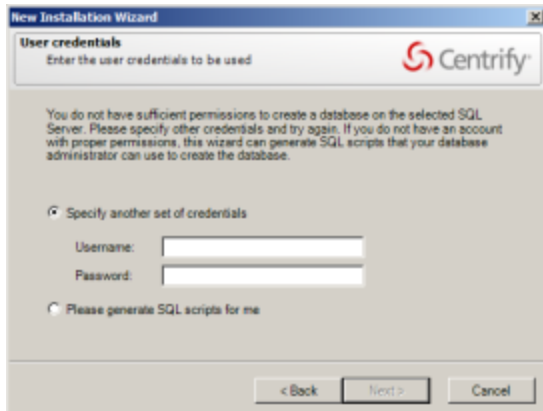 New Installation Wizard
User credentials
Enter the user credentials to be used
Centrify
You do not have sufficient permissions to create a database on the selected SQL
Server. Please specify other credentials and try again. If you do not have an account
with proper permissions, this wizard can generate SQL scripts that your database
administrator can use to create the database.
Specify another set of credentials
Username:
Password:
Please generate SQL scripts for me
< Back
Next >
Cancel